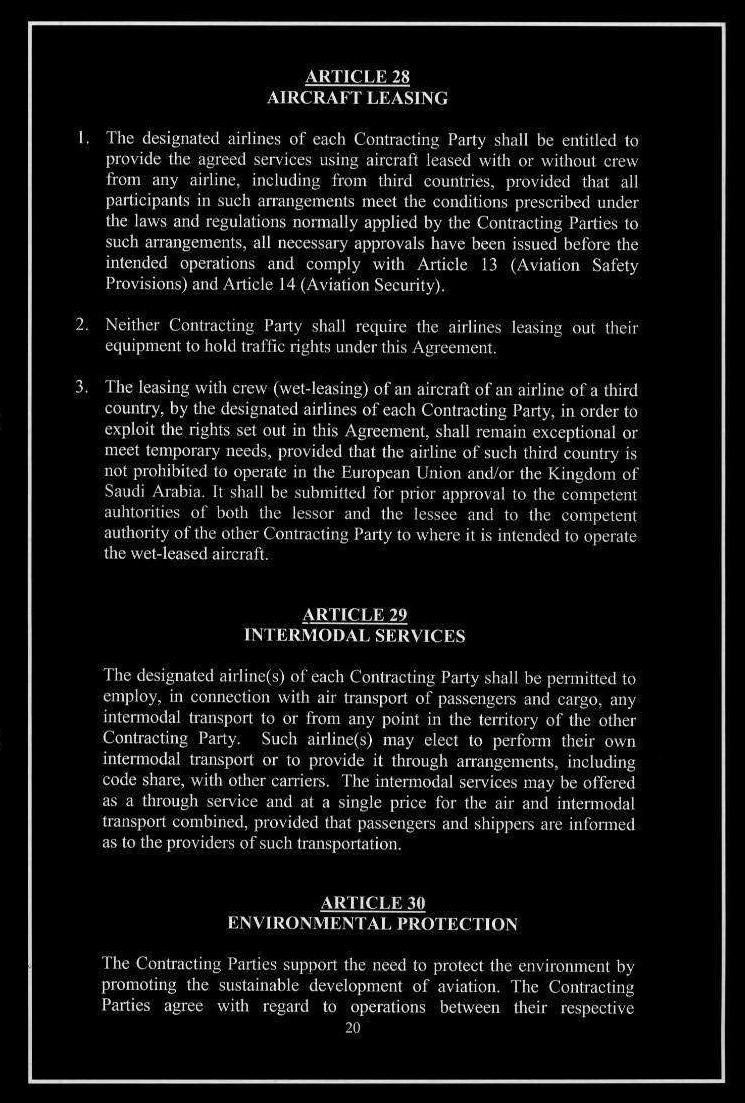 ARTICLE 28
AIRCRAFT LEASING
1. The designated airlines of each Contracting Party shall be entitled to
provide the agreed services using aircraft leased with or without crew
from any airline, including from third countries, provided that all
participants in such arrangements meet the conditions prescribed under
the laws and regulations normally applied by the Contracting Parties to
such arrangements, all necessary approvals have been issued before the
intended operations and comply with Article 13 (Aviation Safety
Provisions) and Article 14 (Aviation Security).
2. Neither Contracting Party shall require the airlines leasing out their
equipment to hold traffic rights under this Agreement.
3. The leasing with crew (wet-leasing) of an aircraft of an airline of a third
country, by the designated airlines of each Contracting Party, in order to
exploit the rights set out in this Agreement, shall remain exceptional or
meet temporary needs, provided that the airline of such third country is
not prohibited to operate in the European Union and/or the Kingdom of
Saudi Arabia. It shall be submitted for prior approval to the competent
auhtorities of both the lessor and the lessee and to the competent
authority of the other Contracting Party to where it is intended to operate
the wet-leased aircraft.
ARTICLE 29
INTERMODAL SERVICES
The designated airline(s) of each Contracting Party shall be permitted to
employ, in connection with air transport of passengers and cargo, any
intermodal transport to or from any point in the territory of the other
Contracting Party. Such airline(s) may elect to perform their own
intermodal transport or to provide it through arrangements, including
code share, with other carriers. The intermodal services may be offered
as a through service and at a single price for the air and intermodal
transport combined, provided that passengers and shippers are informed
as to the providers of such transportation.
ARTICLE 30
ENVIRONMENTAL PROTECTION
The Contracting Parties support the need to protect the environment by
promoting the sustainable development of aviation. The Contracting
Parties agree with regard to operations between their respective
20